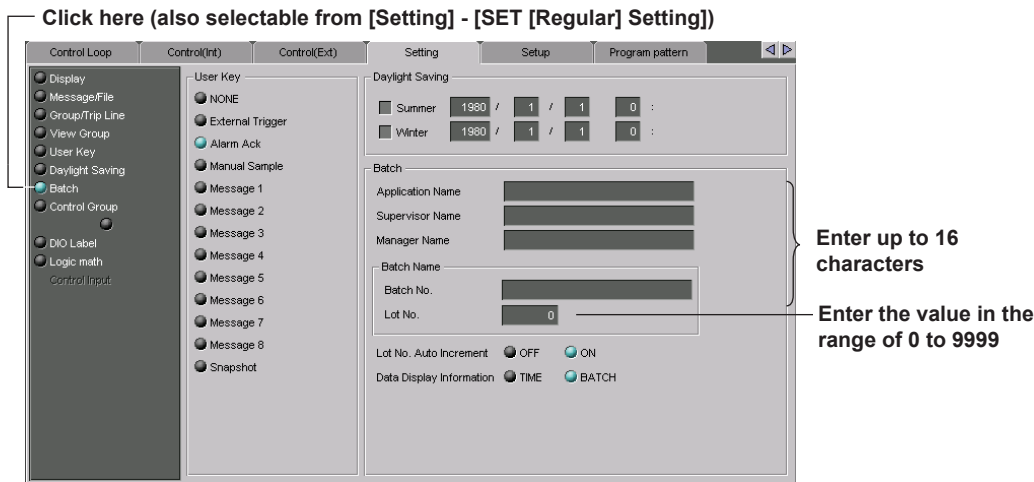 Click here (also selectable from [Setting] - [SET [Regular] Setting])
Control Loop
Control(Int)
Control(Ext)
Setting
Setup
Program pattern
Display
Message/File
Group/Trip Line
View Group
User Key
Daylight Saving
Batch
Control Group
DIO Label
Logic math
Control Input
User Key
NONE
External Trigger
Alarm Ack
Manual Sample
Message 1
Message 2
Message 3
Message 4
Message 5
Message 6
Message 7
Message 8
Snapshot
Daylight Saving
Summer 1980 / 1 / 1 0 :
Winter 1980 / 1 / 1 0 :
Batch
Application Name
Supervisor Name
Manager Name
Batch Name
Batch No.
Lot No. 0
Lot No. Auto Increment OFF ON
Data Display Information TIME BATCH
Enter up to 16
characters
Enter the value in the
range of 0 to 9999